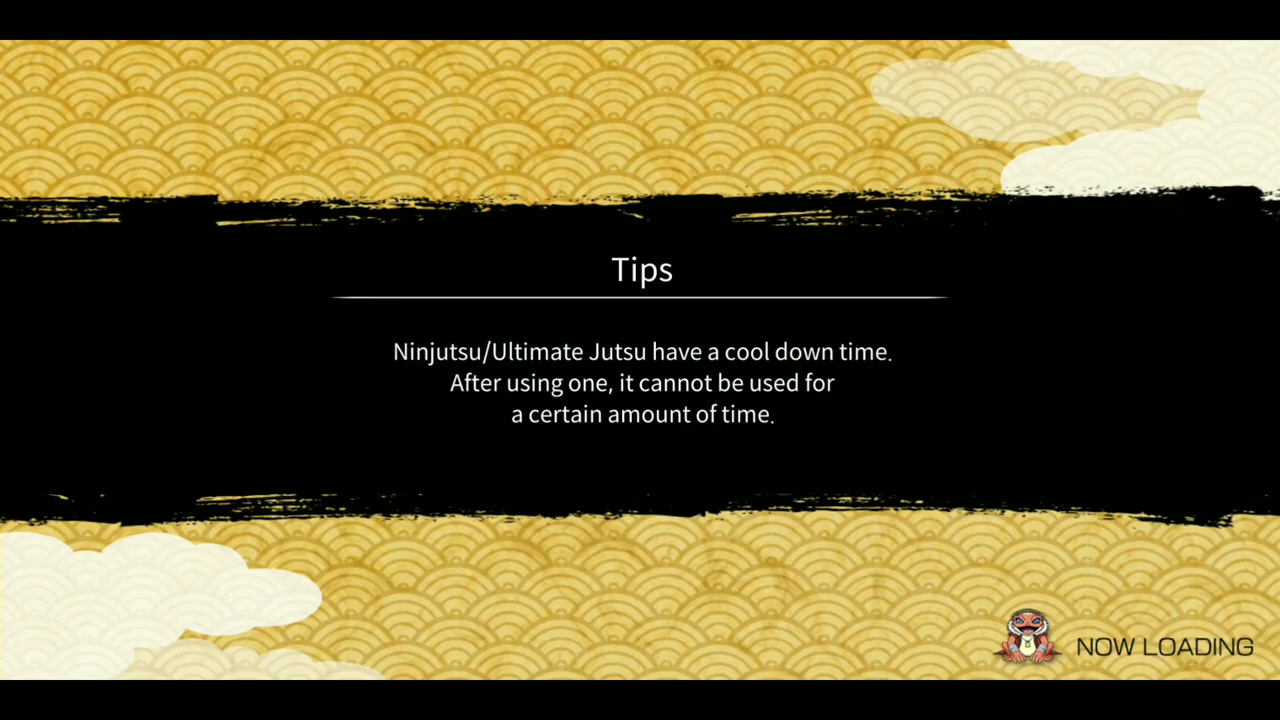 Tips
Ninjutsu/Ultimate Jutsu have a cool down time.
After using one, it cannot be used for
a certain amount of time.
NOW LOADING